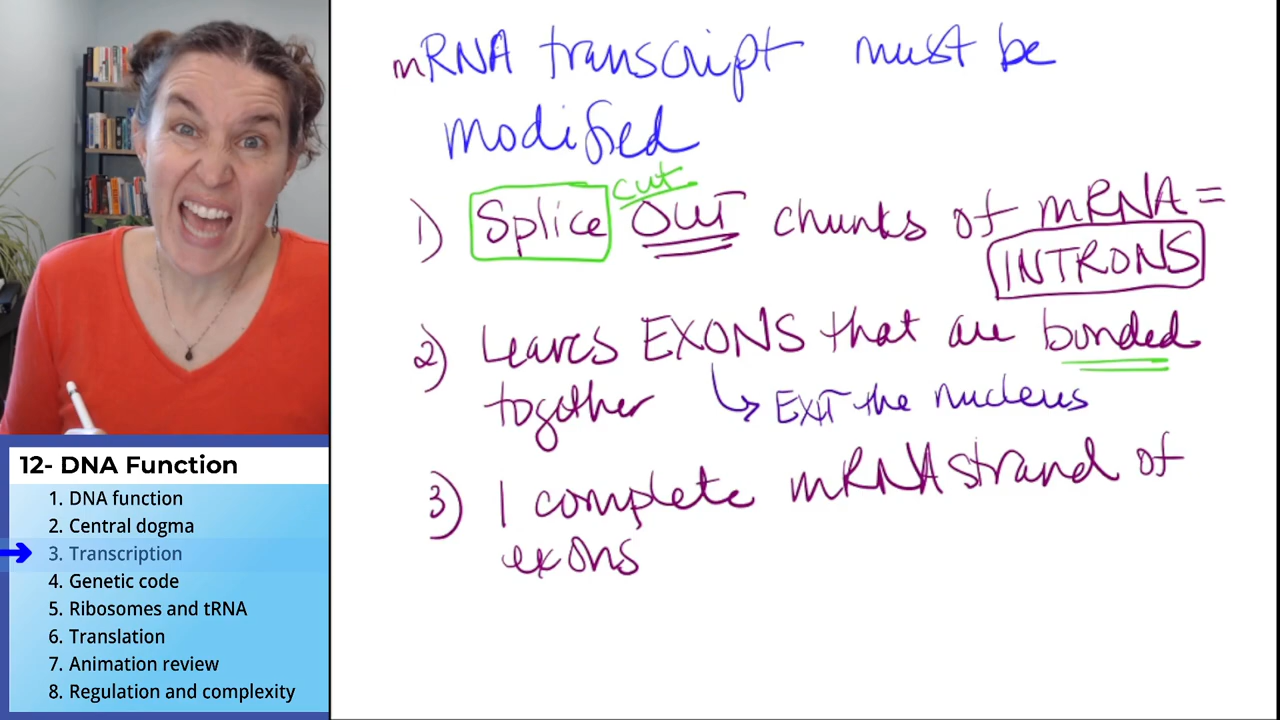 mRNA transcript must be
modified
1) Splice OUT chunks of mRNA =
cut
INTRONS
2) Leaves EXONS that are bonded
together
↳ EXIT the nucleus
3) 1 complete mRNA strand of
exons
12- DNA Function
1. DNA function
2. Central dogma
3. Transcription
4. Genetic code
5. Ribosomes and tRNA
6. Translation
7. Animation review
8. Regulation and complexity